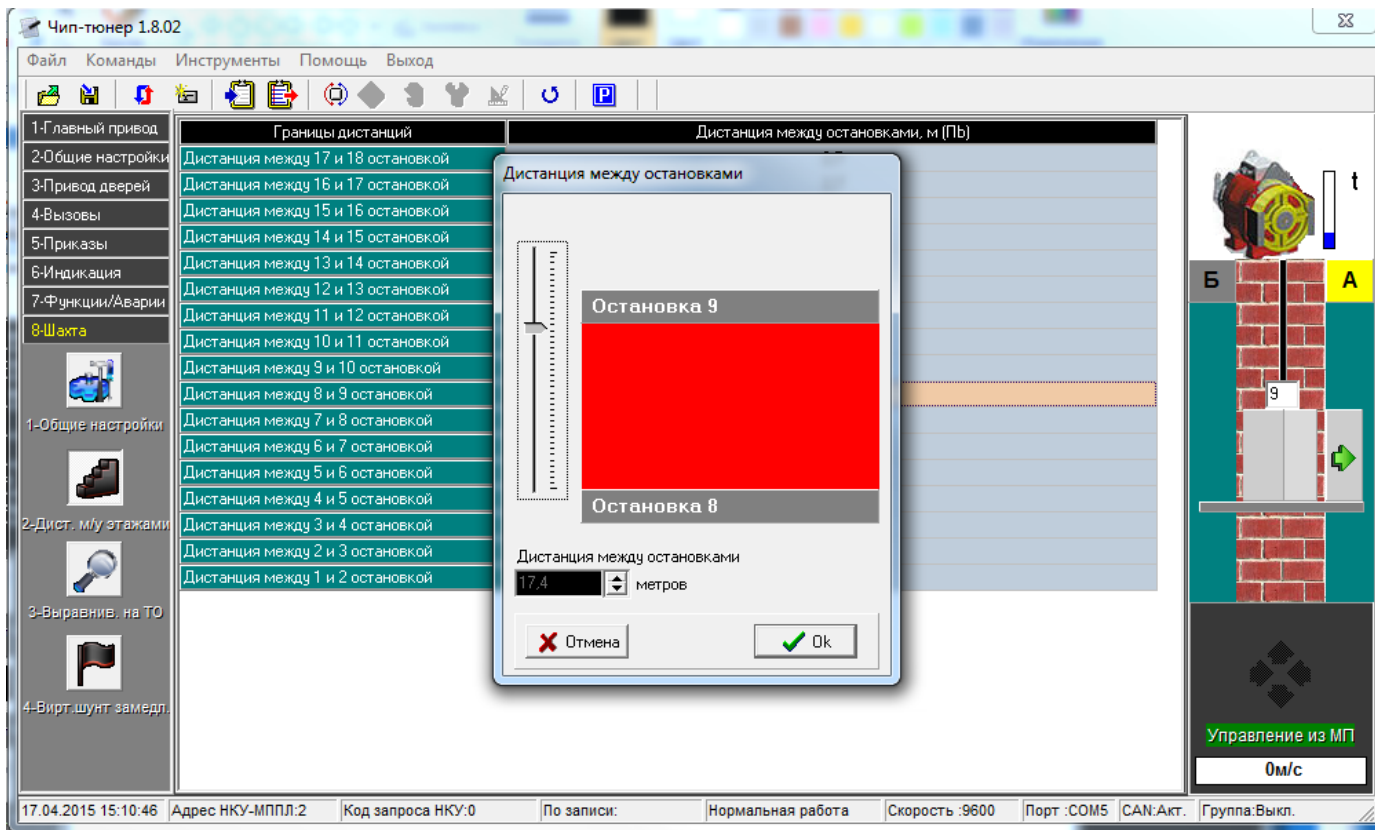 Чип-тюнер 1.8.02
Файл Команды Инструменты Помощь Выход
1-Главный привод
2-Общие настройки
3-Привод дверей
4-Вызовы
5-Приказы
6-Индикация
7-Функции/Аварии
8-Шахта
1-Общие настройки
2-Дист. м/у этажами
3-Выравнив. на ТО
4-Вирт.шунт замедл.
Границы дистанций Дистанция между остановками, м (Пb)
Дистанция между 17 и 18 остановкой
Дистанция между 16 и 17 остановкой
Дистанция между 15 и 16 остановкой
Дистанция между 14 и 15 остановкой
Дистанция между 13 и 14 остановкой
Дистанция между 12 и 13 остановкой
Дистанция между 11 и 12 остановкой
Дистанция между 10 и 11 остановкой
Дистанция между 9 и 10 остановкой
Дистанция между 8 и 9 остановкой
Дистанция между 7 и 8 остановкой
Дистанция между 6 и 7 остановкой
Дистанция между 5 и 6 остановкой
Дистанция между 4 и 5 остановкой
Дистанция между 3 и 4 остановкой
Дистанция между 2 и 3 остановкой
Дистанция между 1 и 2 остановкой
Дистанция между остановками
Остановка 9
Остановка 8
Дистанция между остановками
17,4 метров
Отмена Ok
t
Б А
9
Управление из МП
0м/с
17.04.2015 15:10:46 Адрес НКУ-МППЛ:2 Код запроса НКУ:0 По записи: Нормальная работа Скорость :9600 Порт :COM5 CAN:Акт. Группа:Выкл.